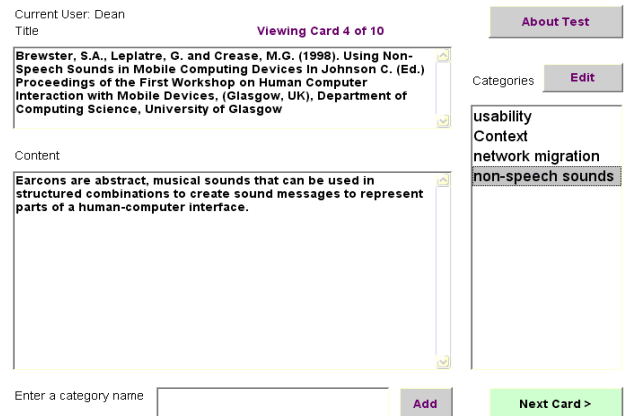 Current User: Dean
Title
Viewing Card 4 of 10
About Test
Brewster, S.A., Leplatre, G. and Crease, M.G. (1998). Using Non-
Speech Sounds in Mobile Computing Devices In Johnson C. (Ed.)
Proceedings of the First Workshop on Human Computer
Interaction with Mobile Devices, (Glasgow, UK), Department of
Computing Science, University of Glasgow
Categories
Edit
usability
Context
network migration
non-speech sounds
Content
Earcons are abstract, musical sounds that can be used in
structured combinations to create sound messages to represent
parts of a human-computer interface.
Enter a category name
Add
Next Card >